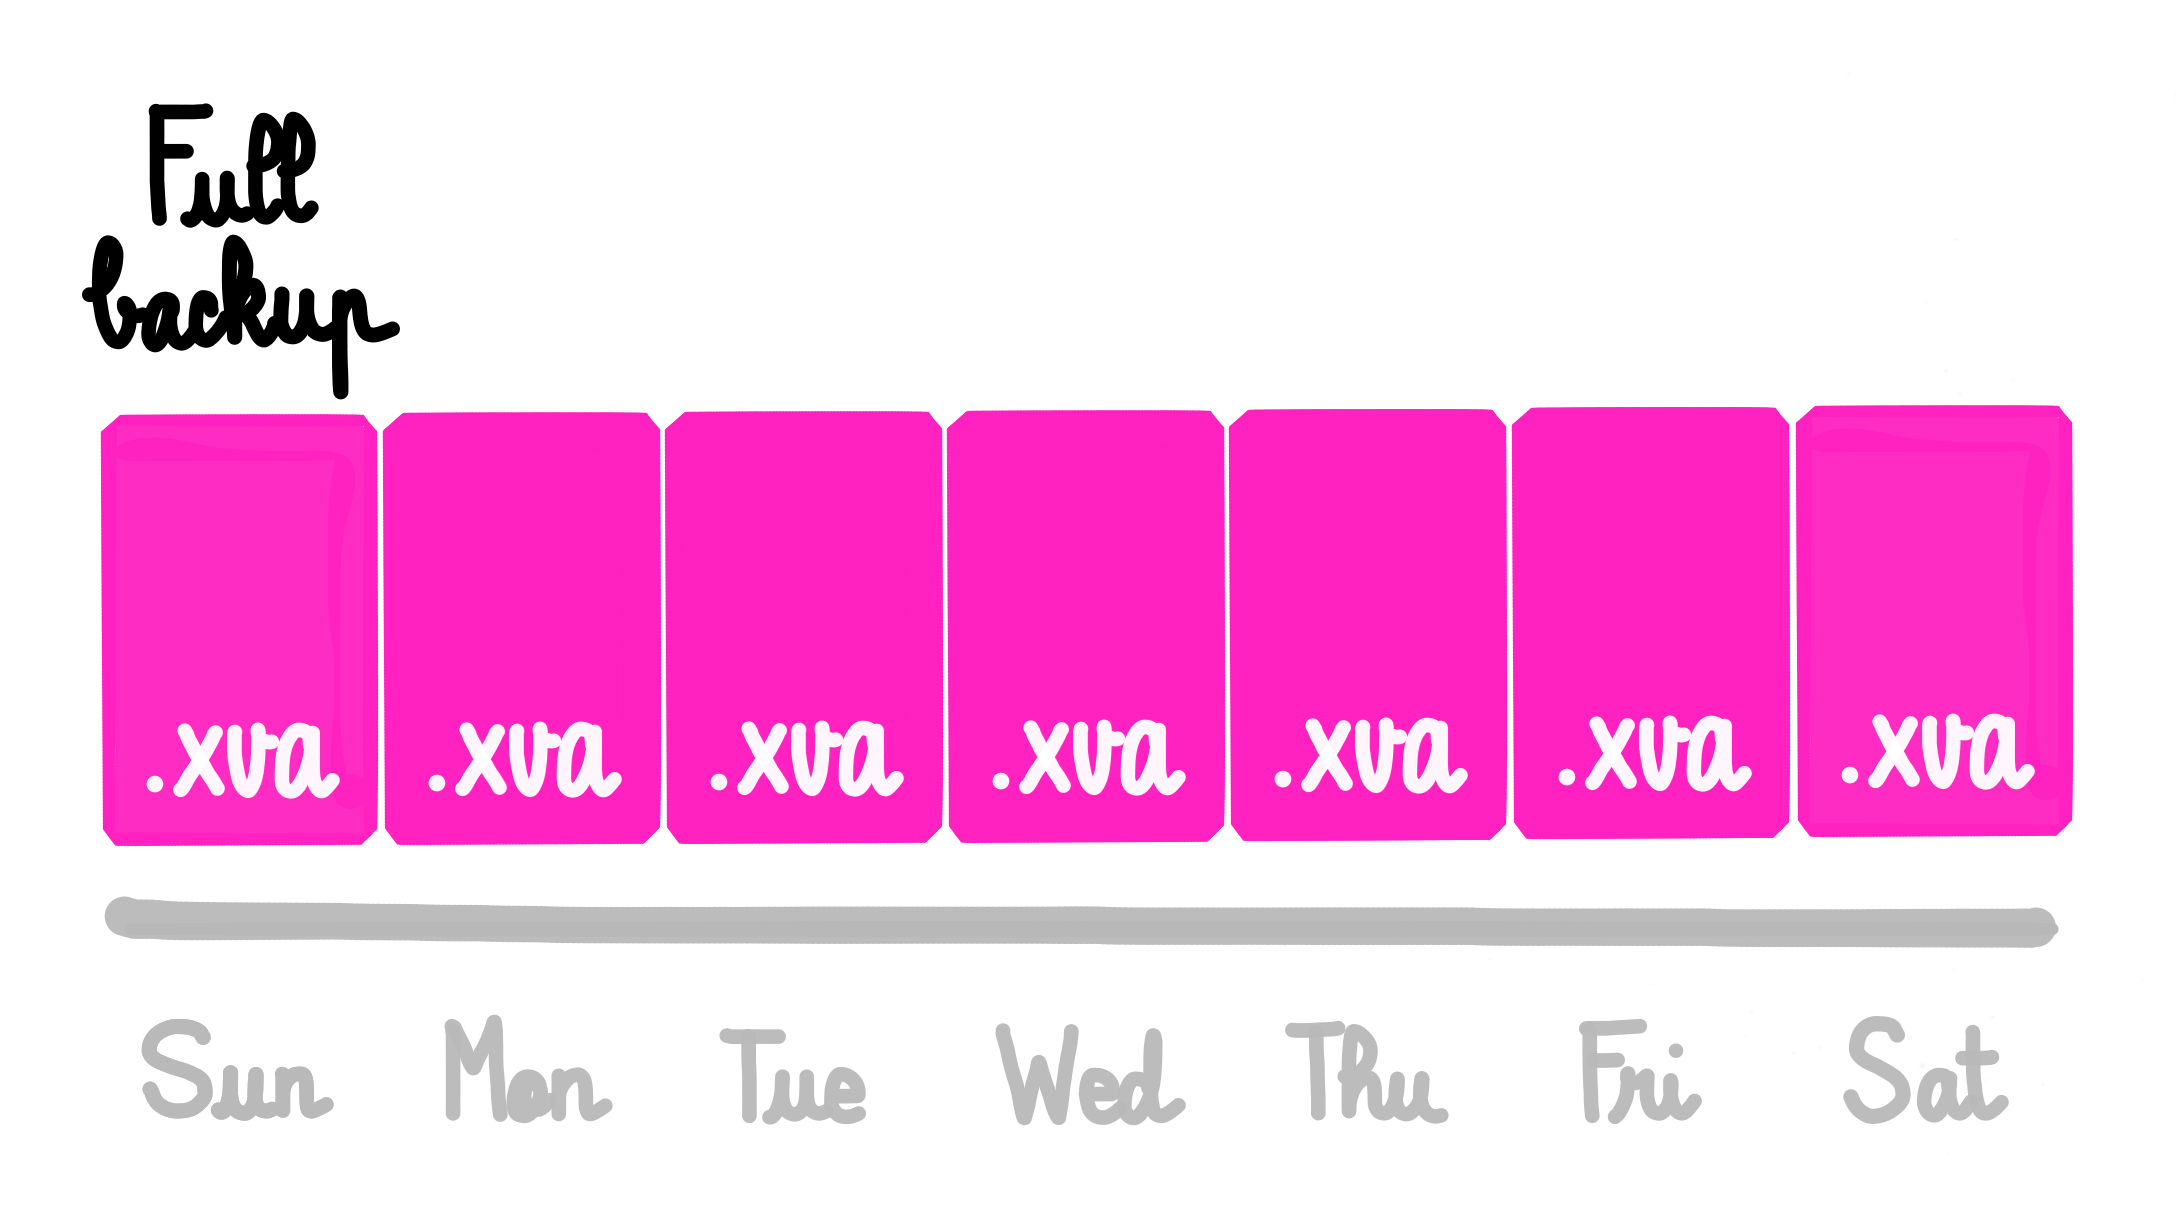 Full
backup
.xva .xva .xva .xva .xva .xva .xva
Sun Mon Tue Wed Thu Fri Sat